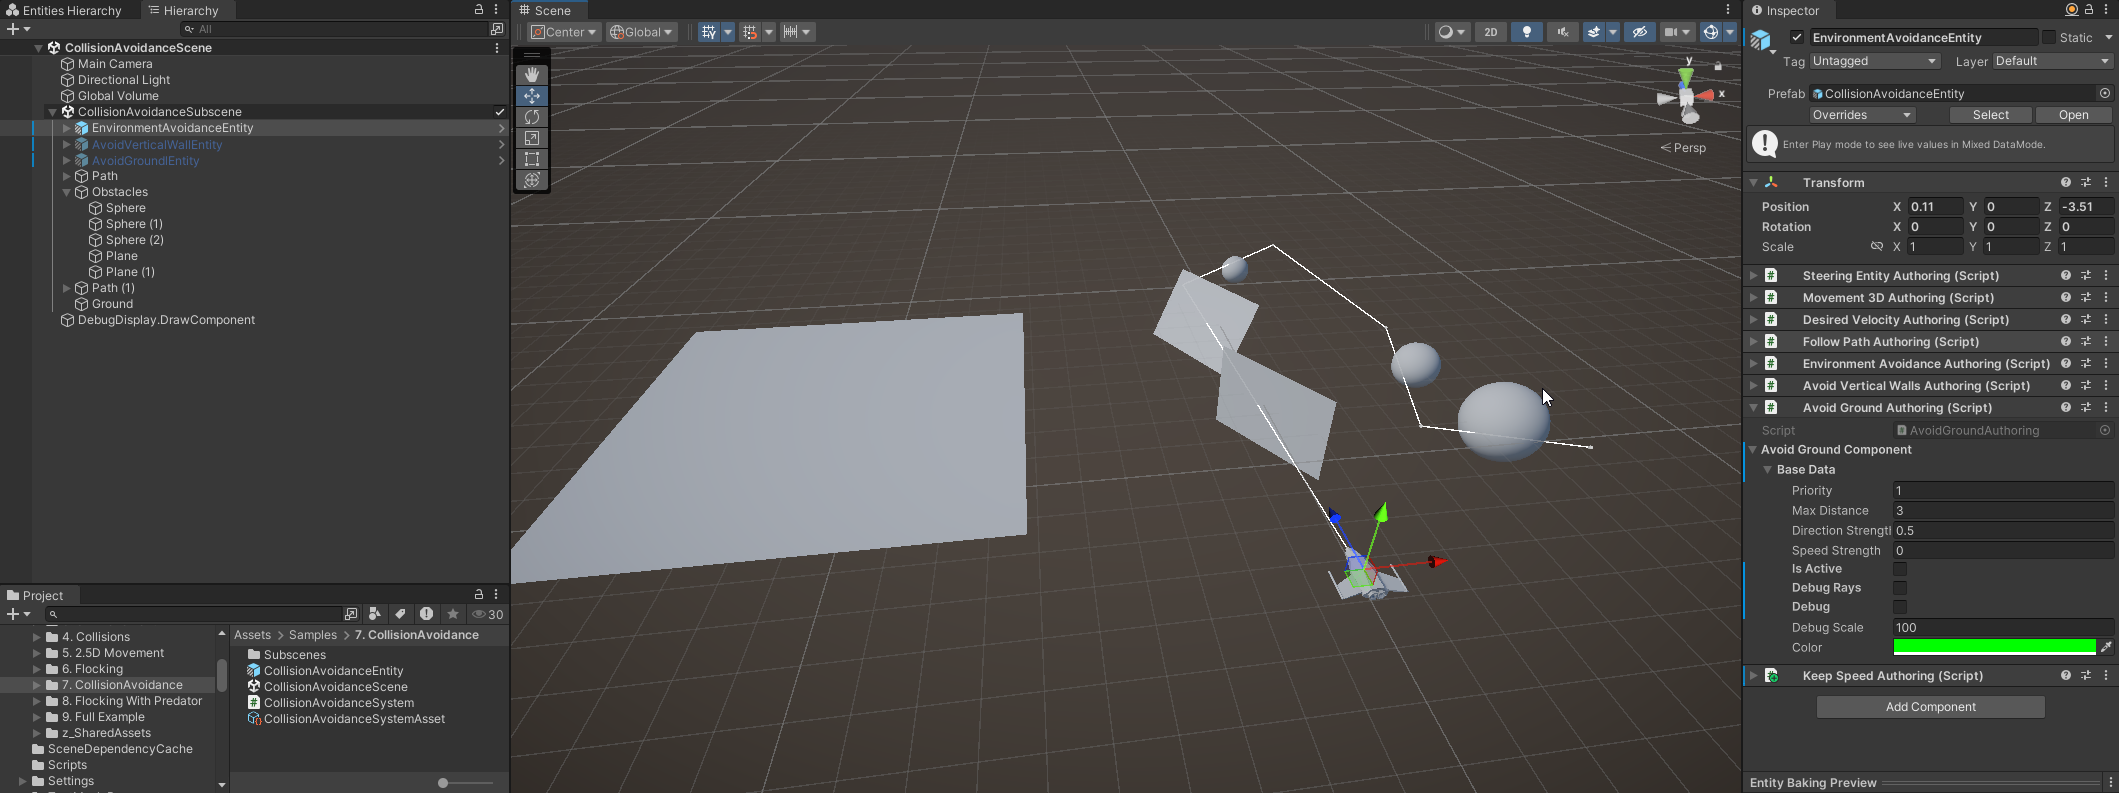 Entities Hierarchy
Hierarchy
All
CollisionAvoidanceScene
Main Camera
Directional Light
Global Volume
CollisionAvoidanceSubscene
EnvironmentAvoidanceEntity
AvoidVerticalWallEntity
AvoidGroundlEntity
Path
Obstacles
Sphere
Sphere (1)
Sphere (2)
Plane
Plane (1)
Path (1)
Ground
DebugDisplay.DrawComponent
Project
30
4. Collisions
5. 2.5D Movement
6. Flocking
7. CollisionAvoidance
8. Flocking With Predator
9. Full Example
z_SharedAssets
SceneDependencyCache
Scripts
Settings
Assets > Samples > 7. CollisionAvoidance
Subscenes
CollisionAvoidanceEntity
CollisionAvoidanceScene
CollisionAvoidanceSystem
CollisionAvoidanceSystemAsset
Scene
Center
Global
2D
y
x
Persp
Inspector
EnvironmentAvoidanceEntity
Static
Tag Untagged Layer Default
Prefab CollisionAvoidanceEntity
Overrides Select Open
Enter Play mode to see live values in Mixed DataMode.
Transform
Position X 0.11 Y 0 Z -3.51
Rotation X 0 Y 0 Z 0
Scale X 1 Y 1 Z 1
Steering Entity Authoring (Script)
Movement 3D Authoring (Script)
Desired Velocity Authoring (Script)
Follow Path Authoring (Script)
Environment Avoidance Authoring (Script)
Avoid Vertical Walls Authoring (Script)
Avoid Ground Authoring (Script)
Script AvoidGroundAuthoring
Avoid Ground Component
Base Data
Priority 1
Max Distance 3
Direction Strengt 0.5
Speed Strength 0
Is Active
Debug Rays
Debug
Debug Scale 100
Color
Keep Speed Authoring (Script)
Add Component
Entity Baking Preview